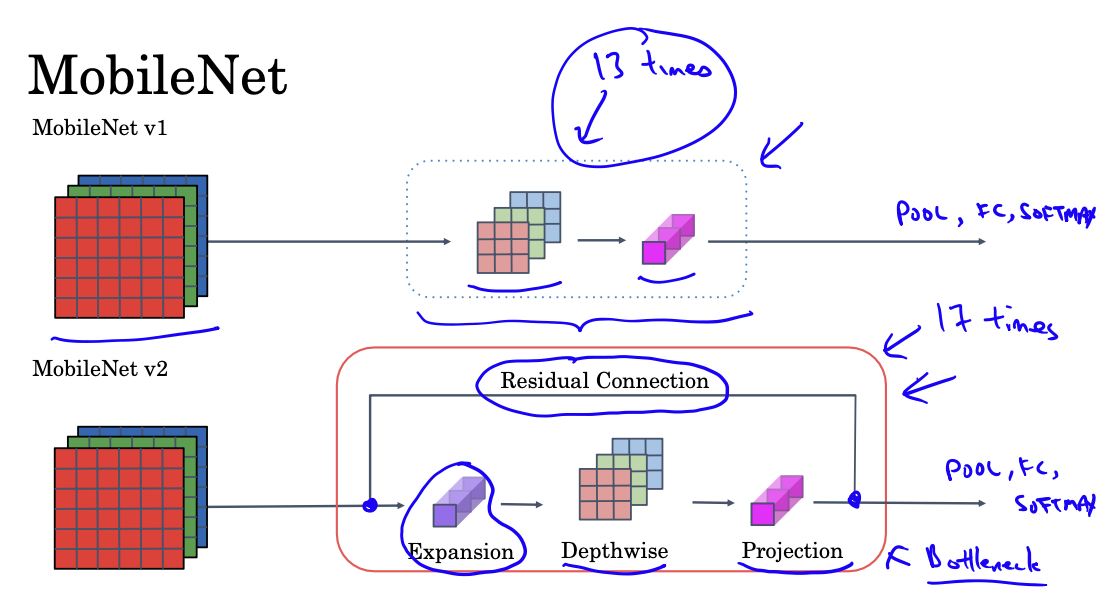 MobileNet
MobileNet v1
13 times
POOL, FC, SOFTMAX
17 times
MobileNet v2
Residual Connection
POOL, FC,
SOFTMAX
Expansion
Depthwise
Projection
Bottleneck